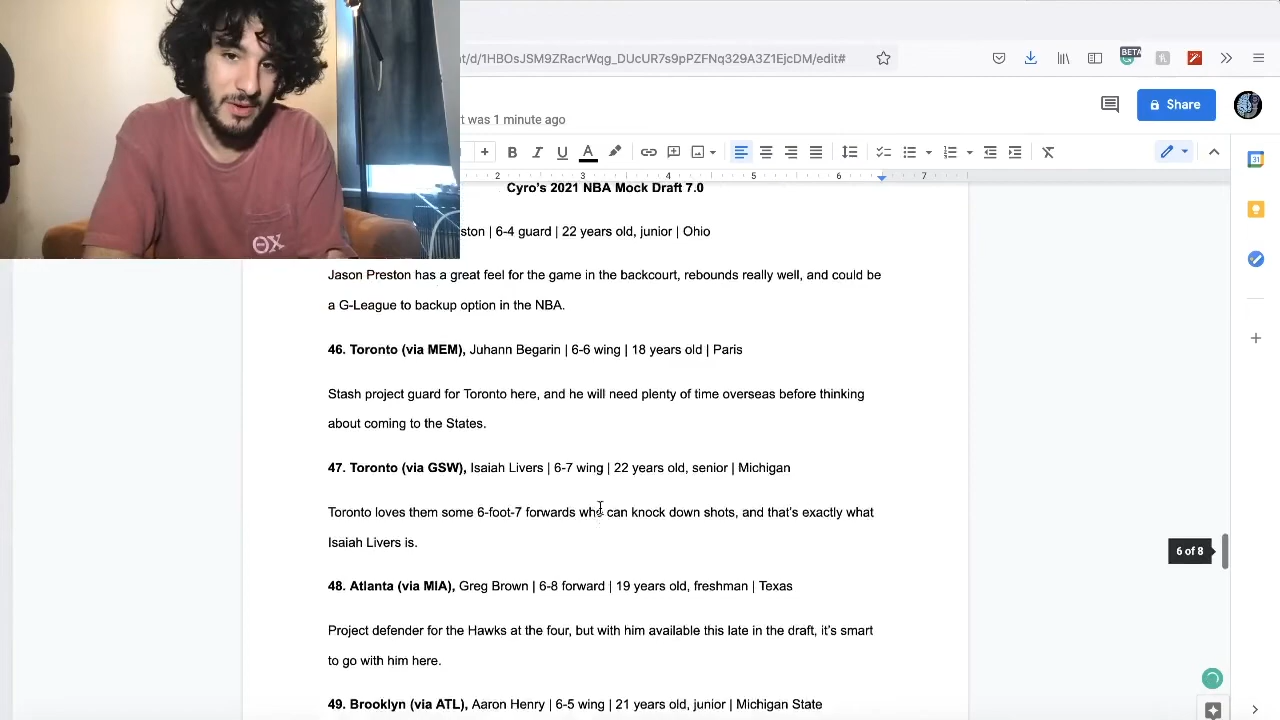 t/d/1HBOsJSM9ZRacrWqg_DUcUR7s9pPZFNq329A3Z1EjcDM/edit#
BETA
t was 1 minute ago
Share
31
2 3 4 5 6 7
ΘΧ
Cyro's 2021 NBA Mock Draft 7.0
ston | 6-4 guard | 22 years old, junior | Ohio
Jason Preston has a great feel for the game in the backcourt, rebounds really well, and could be
a G-League to backup option in the NBA.
46. Toronto (via MEM), Juhann Begarin | 6-6 wing | 18 years old | Paris
Stash project guard for Toronto here, and he will need plenty of time overseas before thinking
about coming to the States.
47. Toronto (via GSW), Isaiah Livers | 6-7 wing | 22 years old, senior | Michigan
Toronto loves them some 6-foot-7 forwards who can knock down shots, and that's exactly what
Isaiah Livers is.
6 of 8
48. Atlanta (via MIA), Greg Brown | 6-8 forward | 19 years old, freshman | Texas
Project defender for the Hawks at the four, but with him available this late in the draft, it's smart
to go with him here.
49. Brooklyn (via ATL), Aaron Henry | 6-5 wing | 21 years old, junior | Michigan State